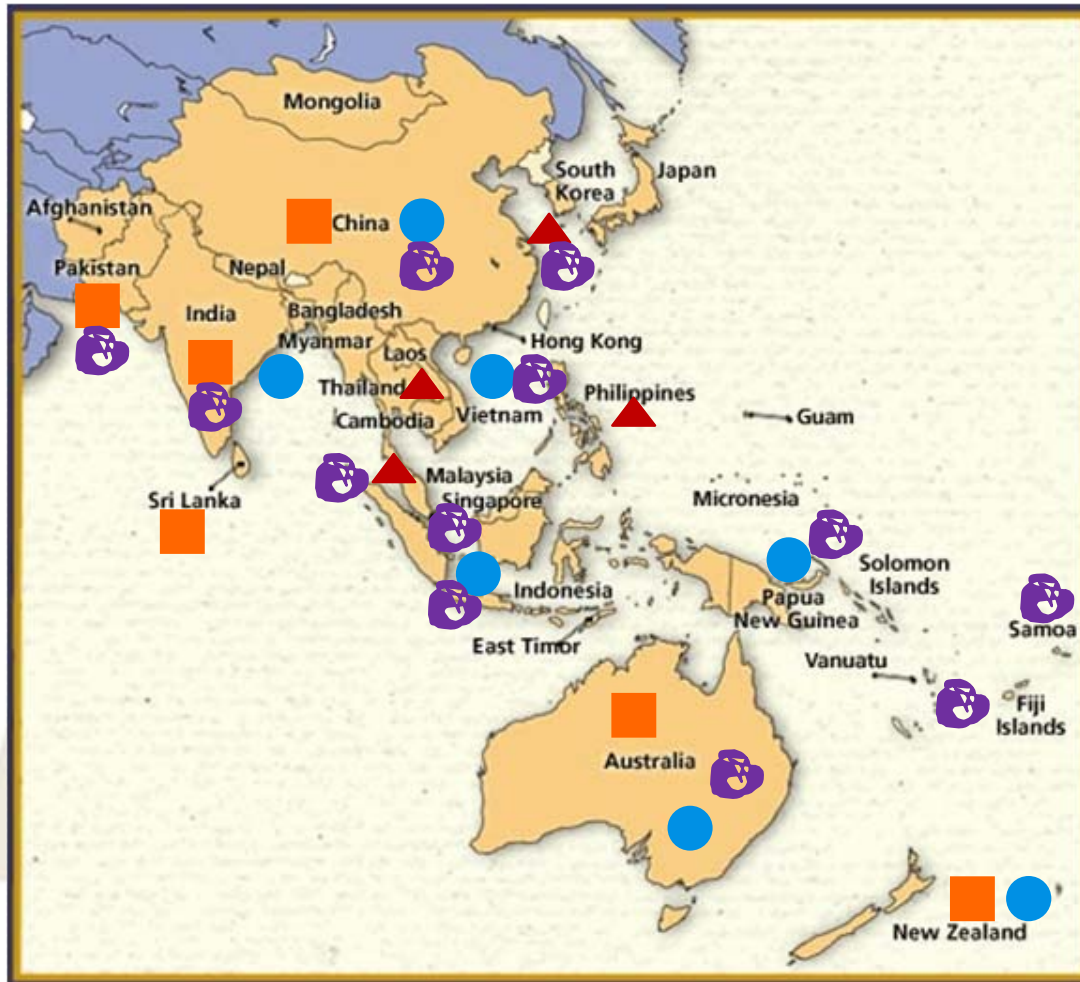 Mongolia
South
Korea
Japan
Afghanistan
China
Pakistan
Nepal
India
Bangladesh
Myanmar
Hong Kong
Laos
Thailand
Philippines
Cambodia
Vietnam
Guam
Malaysia
Sri Lanka
Singapore
Micronesia
Solomon
Islands
Indonesia
Papua
New Guinea
Samoa
East Timor
Vanuatu
Fiji
Islands
Australia
New Zealand